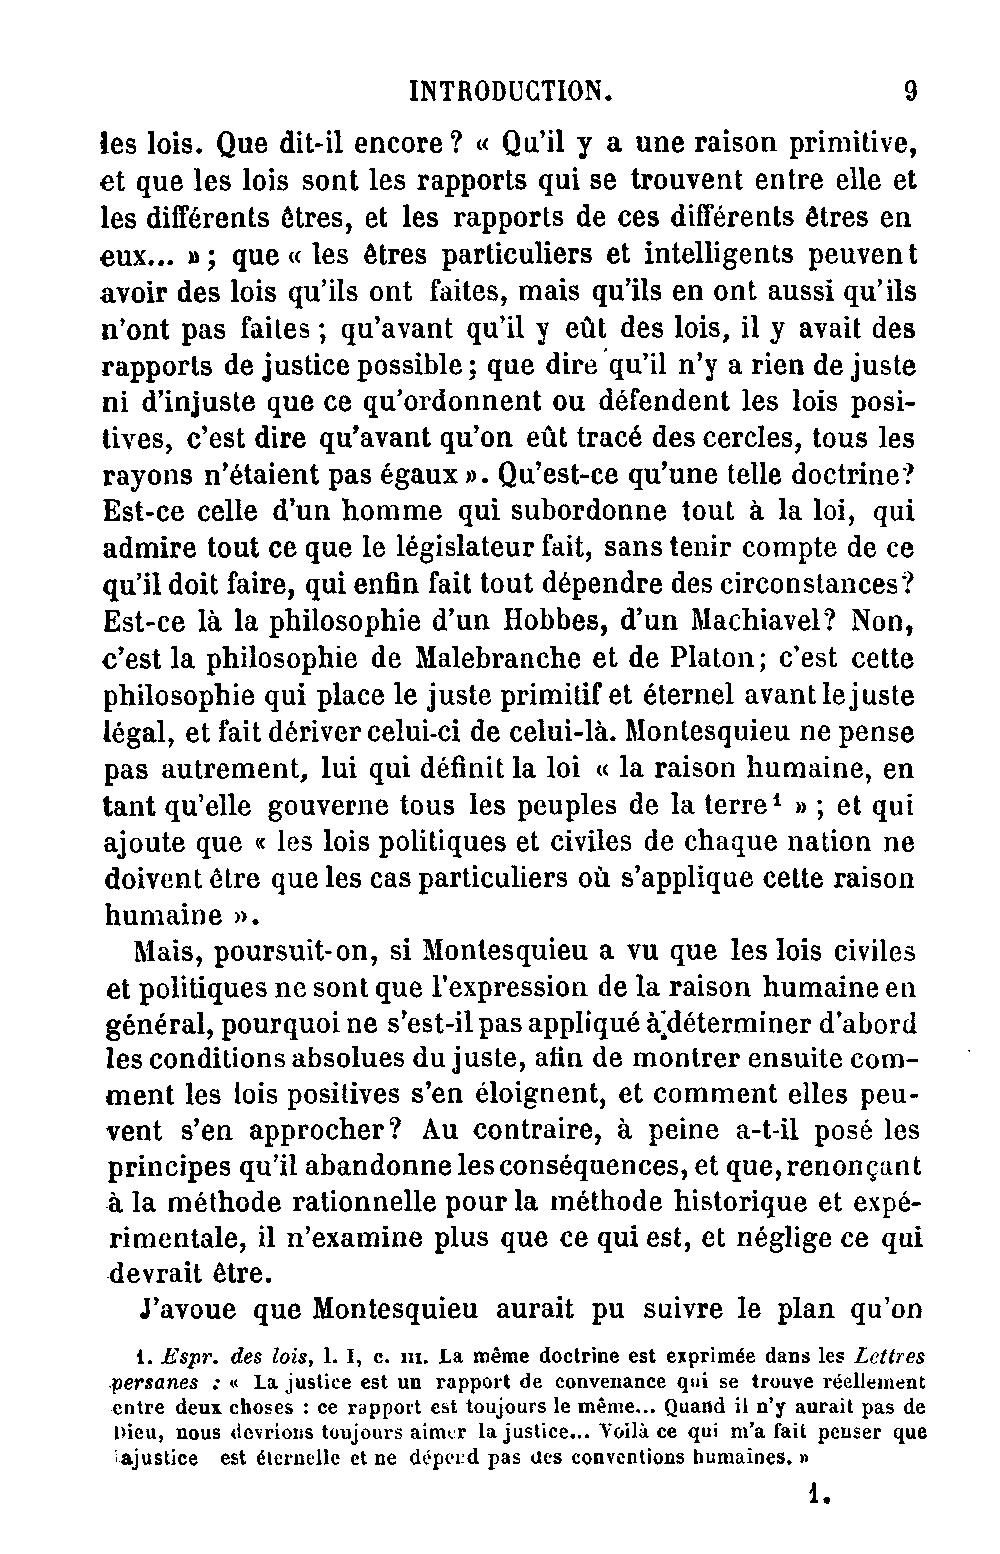 INTRODUCTION. 9
les lois. Que dit-il encore ? « Qu'il y a une raison primitive,
et que les lois sont les rapports qui se trouvent entre elle et
les différents êtres, et les rapports de ces différents êtres en
eux... » ; que « les êtres particuliers et intelligents peuvent
avoir des lois qu'ils ont faites, mais qu'ils en ont aussi qu'ils
n'ont pas faites ; qu'avant qu'il y eût des lois, il y avait des
rapports de justice possible ; que dire qu'il n'y a rien de juste
ni d'injuste que ce qu'ordonnent ou défendent les lois posi-
tives, c'est dire qu'avant qu'on eût tracé des cercles, tous les
rayons n'étaient pas égaux ». Qu'est-ce qu'une telle doctrine ?
Est-ce celle d'un homme qui subordonne tout à la loi, qui
admire tout ce que le législateur fait, sans tenir compte de ce
qu'il doit faire, qui enfin fait tout dépendre des circonstances ?
Est-ce là la philosophie d'un Hobbes, d'un Machiavel? Non,
c'est la philosophie de Malebranche et de Platon; c'est cette
philosophie qui place le juste primitif et éternel avant le juste
légal, et fait dériver celui-ci de celui-là. Montesquieu ne pense
pas autrement, lui qui définit la loi « la raison humaine, en
tant qu'elle gouverne tous les peuples de la terre¹ » ; et qui
ajoute que « les lois politiques et civiles de chaque nation ne
doivent être que les cas particuliers où s'applique cette raison
humaine ».
Mais, poursuit-on, si Montesquieu a vu que les lois civiles
et politiques ne sont que l'expression de la raison humaine en
général, pourquoi ne s'est-il pas appliqué à déterminer d'abord
les conditions absolues du juste, afin de montrer ensuite com-
ment les lois positives s'en éloignent, et comment elles peu-
vent s'en approcher? Au contraire, à peine a-t-il posé les
principes qu'il abandonne les conséquences, et que, renonçant
à la méthode rationnelle pour la méthode historique et expé-
rimentale, il n'examine plus que ce qui est, et néglige ce qui
devrait être.
J'avoue que Montesquieu aurait pu suivre le plan qu'on
1. Espr. des lois, l. I, c. III. La même doctrine est exprimée dans les Lettres
persanes : « La justice est un rapport de convenance qui se trouve réellement
entre deux choses : ce rapport est toujours le même... Quand il n'y aurait pas de
Dieu, nous devrions toujours aimer la justice... Voilà ce qui m'a fait penser que
la justice est éternelle et ne dépend pas des conventions humaines. »
1.